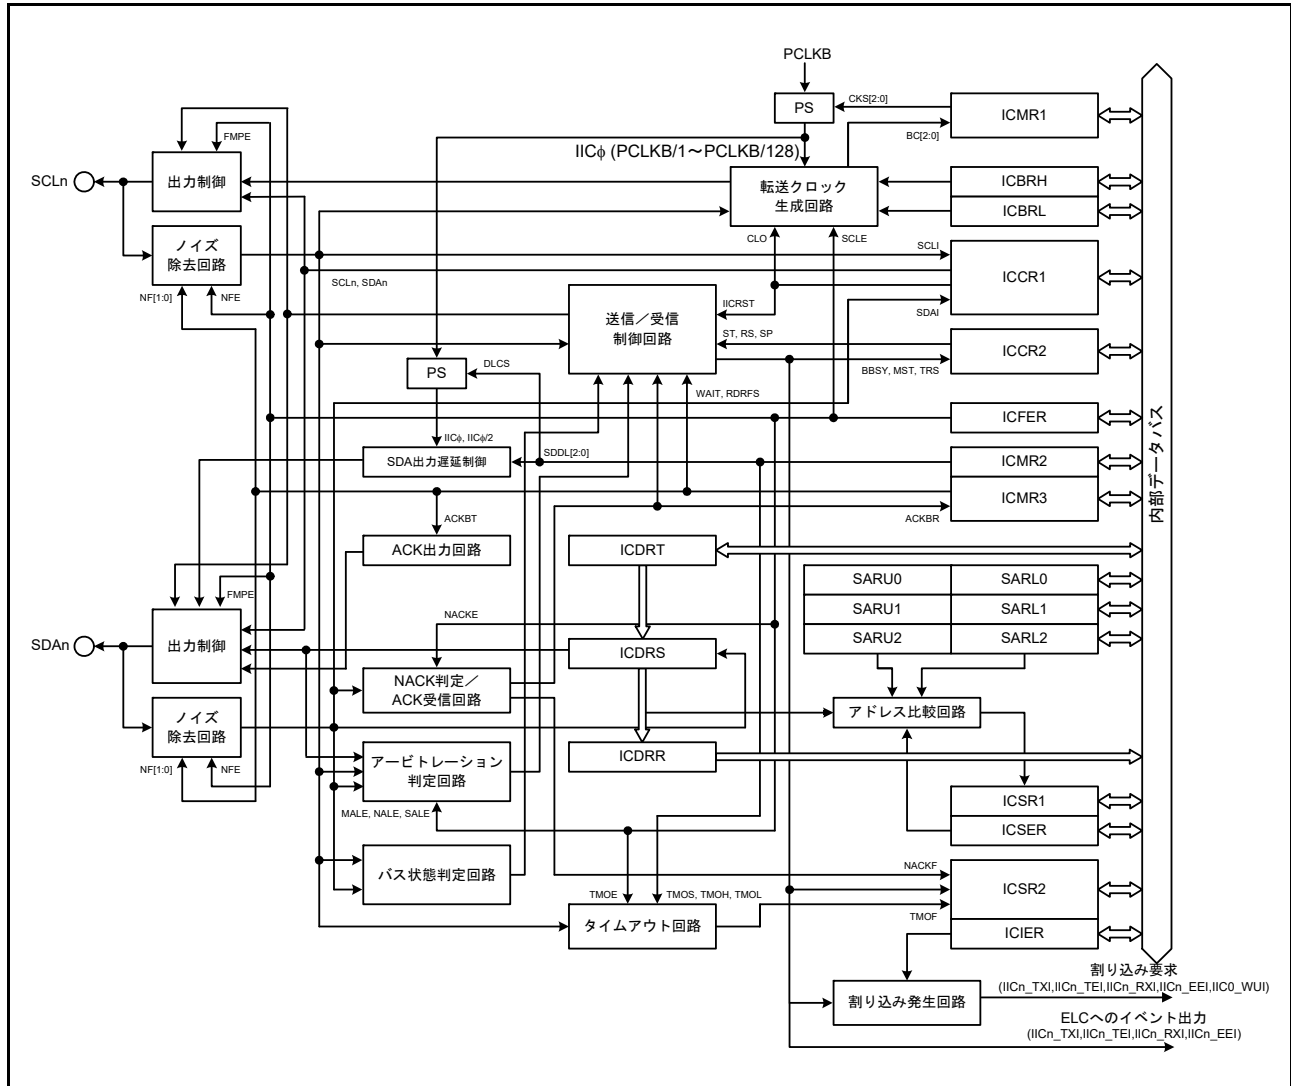 PCLKB
PS
CKS[2:0]
ICMR1
BC[2:0]
FMPE
IICφ (PCLKB/1～PCLKB/128)
SCLn
出力制御
転送クロック
生成回路
ICBRH
ICBRL
CLO
SCLE
ノイズ
除去回路
SCLI
ICCR1
SCLn, SDAn
NF[1:0]
NFE
IICRST
SDAI
送信／受信
制御回路
ST, RS, SP
ICCR2
BBSY, MST, TRS
PS
DLCS
WAIT, RDRFS
ICFER
IICφ, IICφ/2
SDA出力遅延制御
SDDL[2:0]
ICMR2
ICMR3
ACKBT
ACKBR
内部データバス
ACK出力回路
ICDRT
SARU0
SARL0
FMPE
SARU1
SARL1
NACKE
SARU2
SARL2
SDAn
出力制御
ICDRS
NACK判定／
ACK受信回路
アドレス比較回路
ノイズ
除去回路
アービトレーション
判定回路
ICDRR
NF[1:0]
NFE
ICSR1
MALE, NALE, SALE
ICSER
バス状態判定回路
NACKF
ICSR2
TMOE
TMOS, TMOH, TMOL
タイムアウト回路
TMOF
ICIER
割り込み要求
(IICn_TXI,IICn_TEI,IICn_RXI,IICn_EEI,IIC0_WUI)
割り込み発生回路
ELCへのイベント出力
(IICn_TXI,IICn_TEI,IICn_RXI,IICn_EEI)